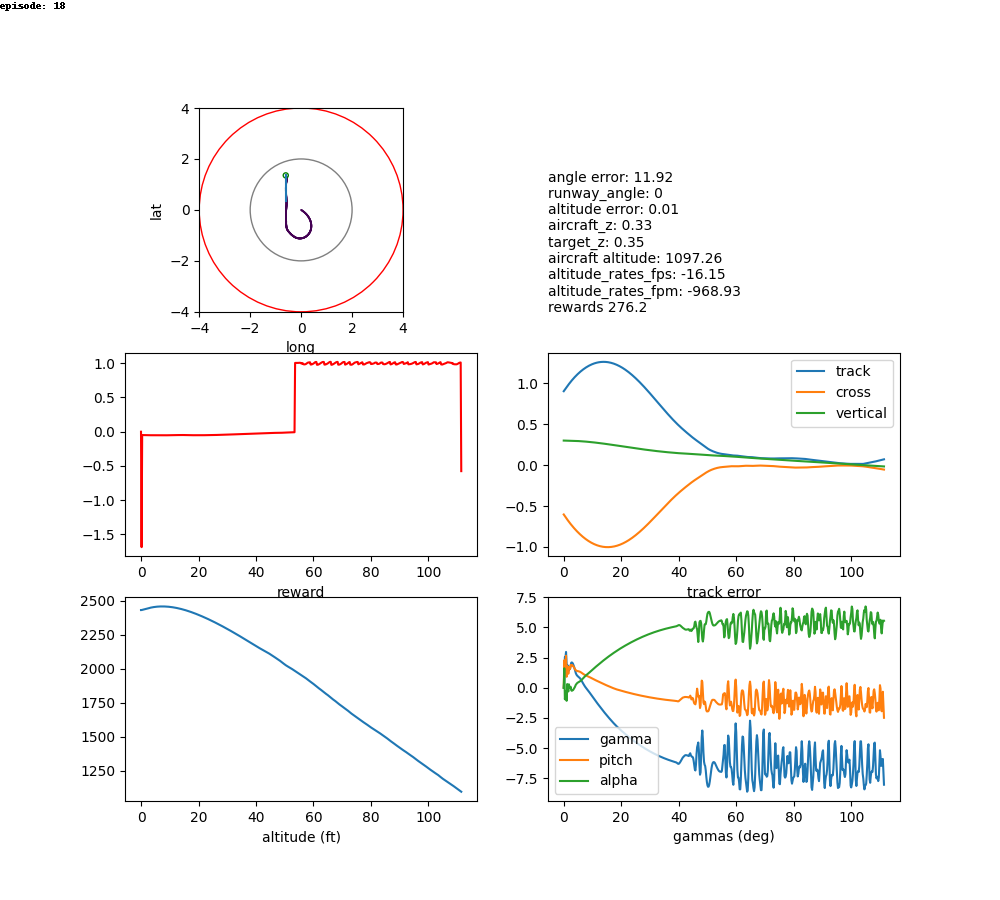 episode: 18
4
2
0
−2
−4
lat
−4 −2 0 2 4
long
angle error: 11.92
runway_angle: 0
altitude error: 0.01
aircraft_z: 0.33
target_z: 0.35
aircraft altitude: 1097.26
altitude_rates_fps: -16.15
altitude_rates_fpm: -968.93
rewards 276.2
1.0
0.5
0.0
−0.5
−1.0
−1.5
0 20 40 60 80 100
reward
1.0
0.5
0.0
−0.5
−1.0
track
cross
vertical
0 20 40 60 80 100
track error
2500
2250
2000
1750
1500
1250
0 20 40 60 80 100
altitude (ft)
7.5
5.0
2.5
0.0
−2.5
−5.0
−7.5
gamma
pitch
alpha
0 20 40 60 80 100
gammas (deg)